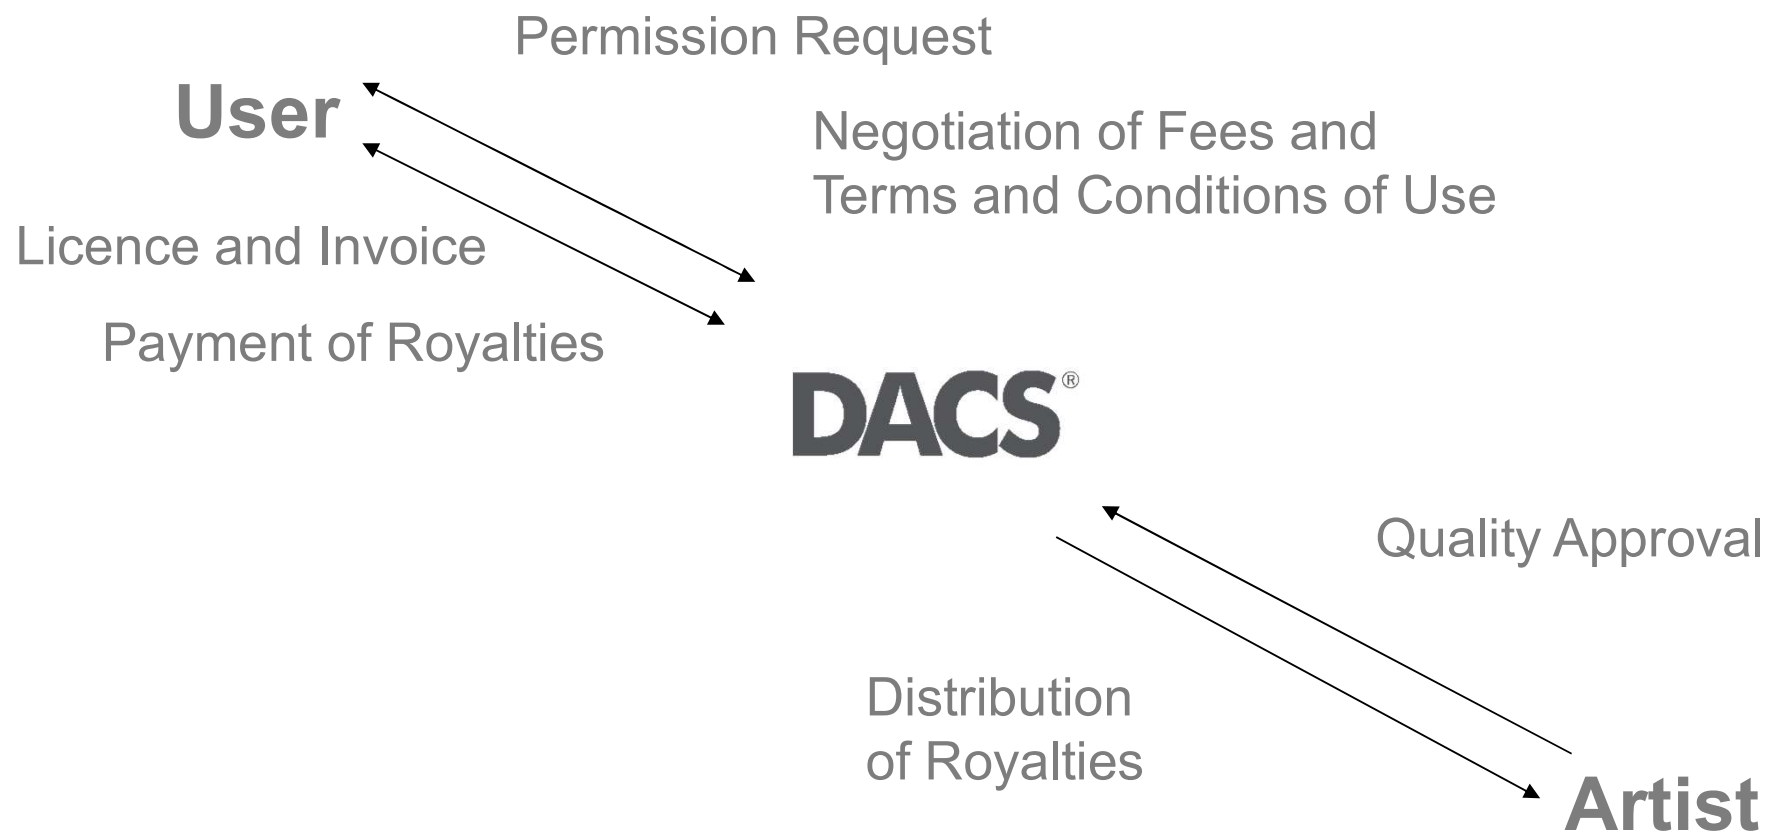 Permission Request
User
Negotiation of Fees and
Terms and Conditions of Use
Licence and Invoice
Payment of Royalties
DACS®
Quality Approval
Distribution
of Royalties
Artist